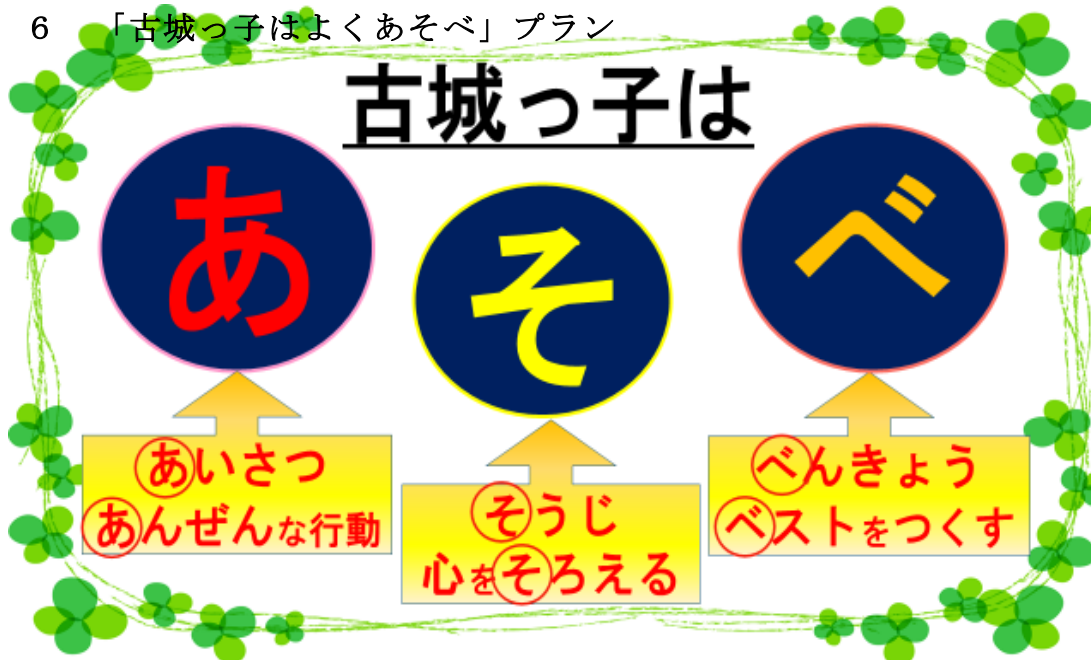 6 「古城っ子はよくあそべ」プラン
古城っ子は
あ
そ
べ
あいさつ
あんぜんな行動
そうじ
心をそろえる
べんきょう
ベストをつくす